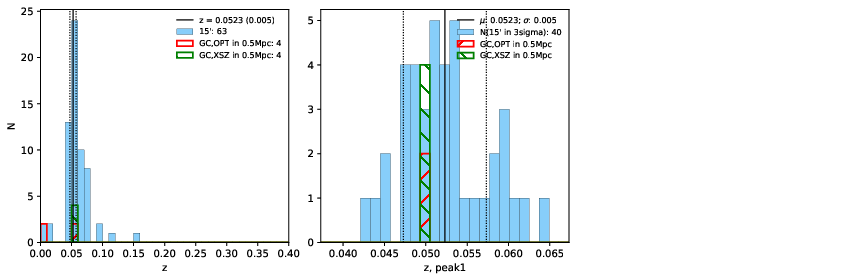 z = 0.0523 (0.005)
15': 63
GC,OPT in 0.5Mpc: 4
GC,XSZ in 0.5Mpc: 4
25
20
15
10
5
0
N
0.00 0.05 0.10 0.15 0.20 0.25 0.30 0.35 0.40
z
μ: 0.0523; σ: 0.005
N(15' in 3sigma): 40
GC,OPT in 0.5Mpc
GC,XSZ in 0.5Mpc
5
4
3
2
1
0
0.040 0.045 0.050 0.055 0.060 0.065
z, peak1